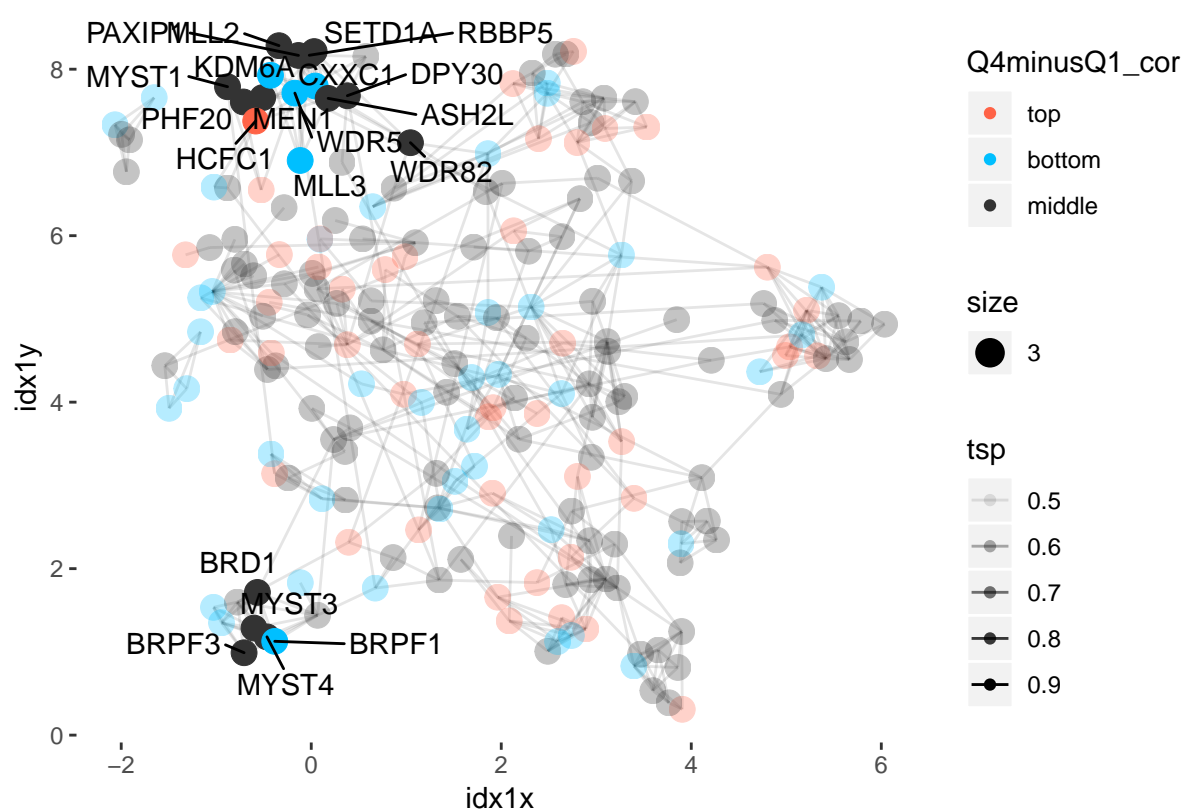 PAXIP1
MLL2
SETD1A
RBBP5
MYST1
KDM6A
CXXC1
DPY30
PHF20
MEN1
ASH2L
HCFC1
WDR5
WDR82
MLL3
BRD1
MYST3
BRPF3
BRPF1
MYST4
8
6
4
2
0
−2
0
2
4
6
idx1x
idx1y
Q4minusQ1_cor
top
bottom
middle
size
3
tsp
0.5
0.6
0.7
0.8
0.9